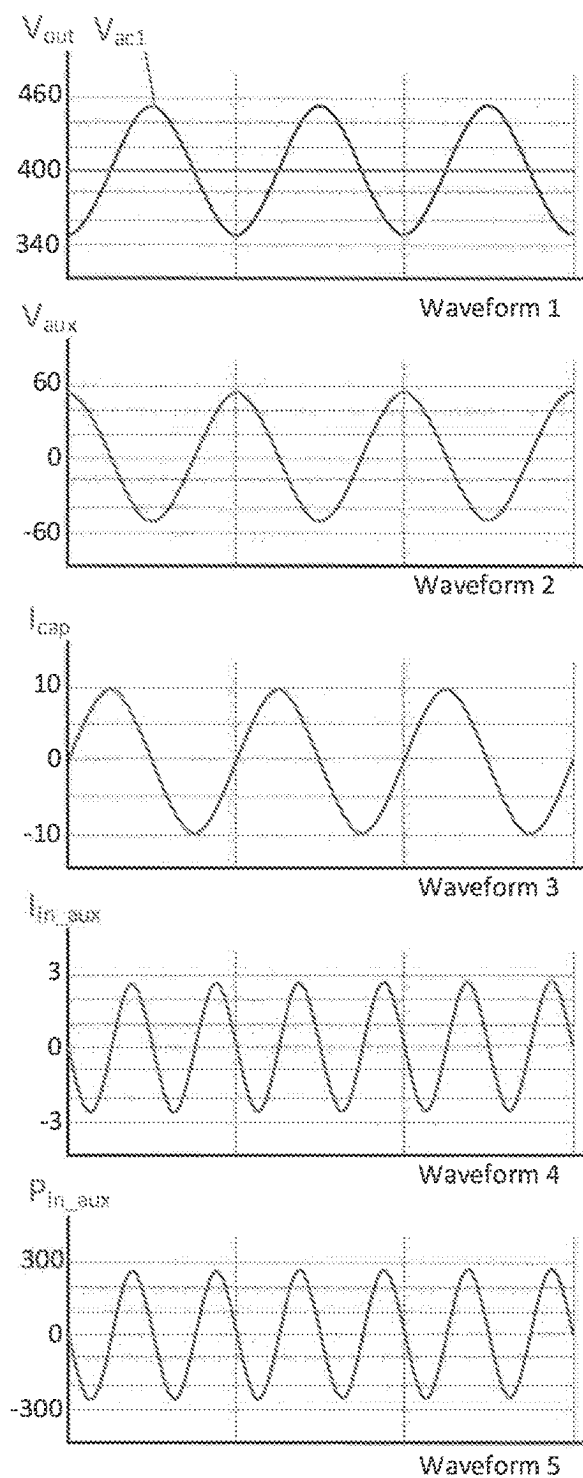 V_out V_ac1
460
400
340
Waveform 1
V_aux
60
0
-60
Waveform 2
I_cap
10
0
-10
Waveform 3
I_in_aux
3
0
-3
Waveform 4
P_in_aux
300
0
-300
Waveform 5